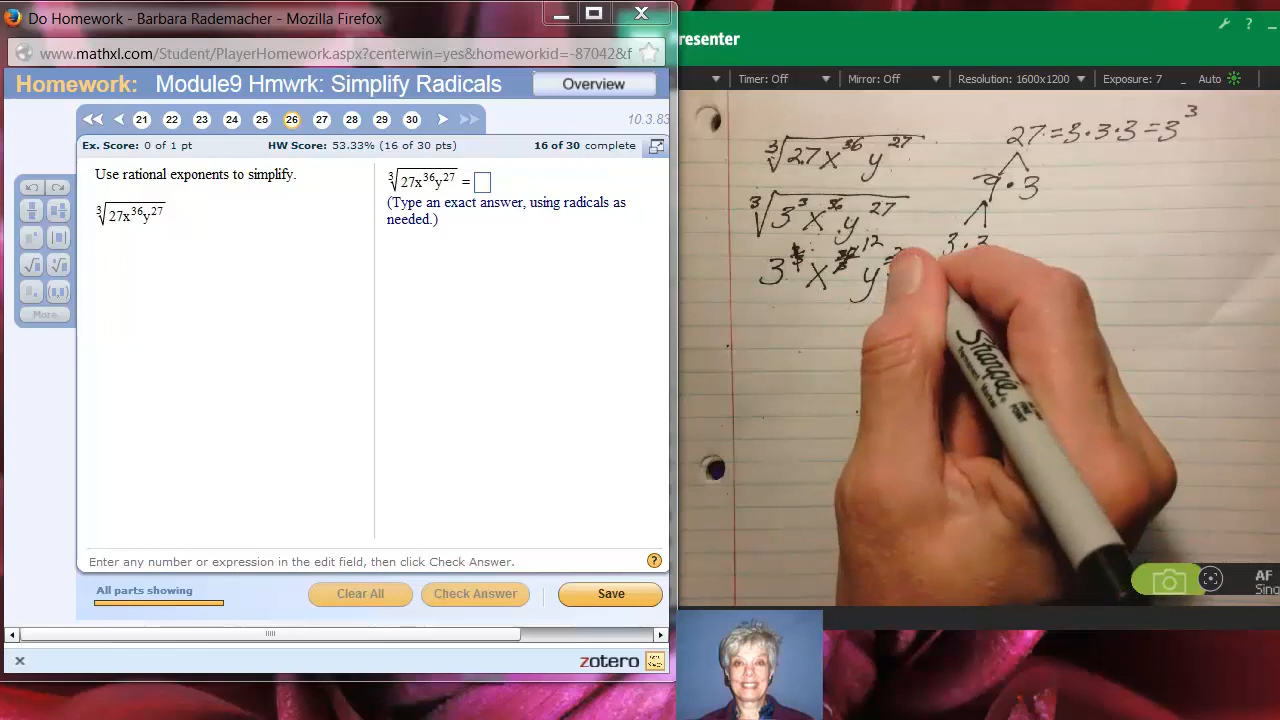 Do Homework - Barbara Rademacher - Mozilla Firefox
www.mathxl.com/Student/PlayerHomework.aspx?centerwin=yes&homeworkid=-87042&f
Homework: Module9 Hmwrk: Simplify Radicals
Overview
21 22 23 24 25 26 27 28 29 30
10.3.83
Ex. Score: 0 of 1 pt
HW Score: 53.33% (16 of 30 pts)
16 of 30 complete
Use rational exponents to simplify.
∛(27x³⁶y²⁷)
∛(27x³⁶y²⁷) =
(Type an exact answer, using radicals as
needed.)
More
Enter any number or expression in the edit field, then click Check Answer.
All parts showing
Clear All
Check Answer
Save
zotero
resenter
Timer: Off
Mirror: Off
Resolution: 1600x1200
Exposure: 7
Auto
∛(27x³⁶y²⁷)
27=3·3·3=3³
9·3
∛(3³x³⁶y²⁷)
3·3
12
3 x y
Sharpie
AF
Sing